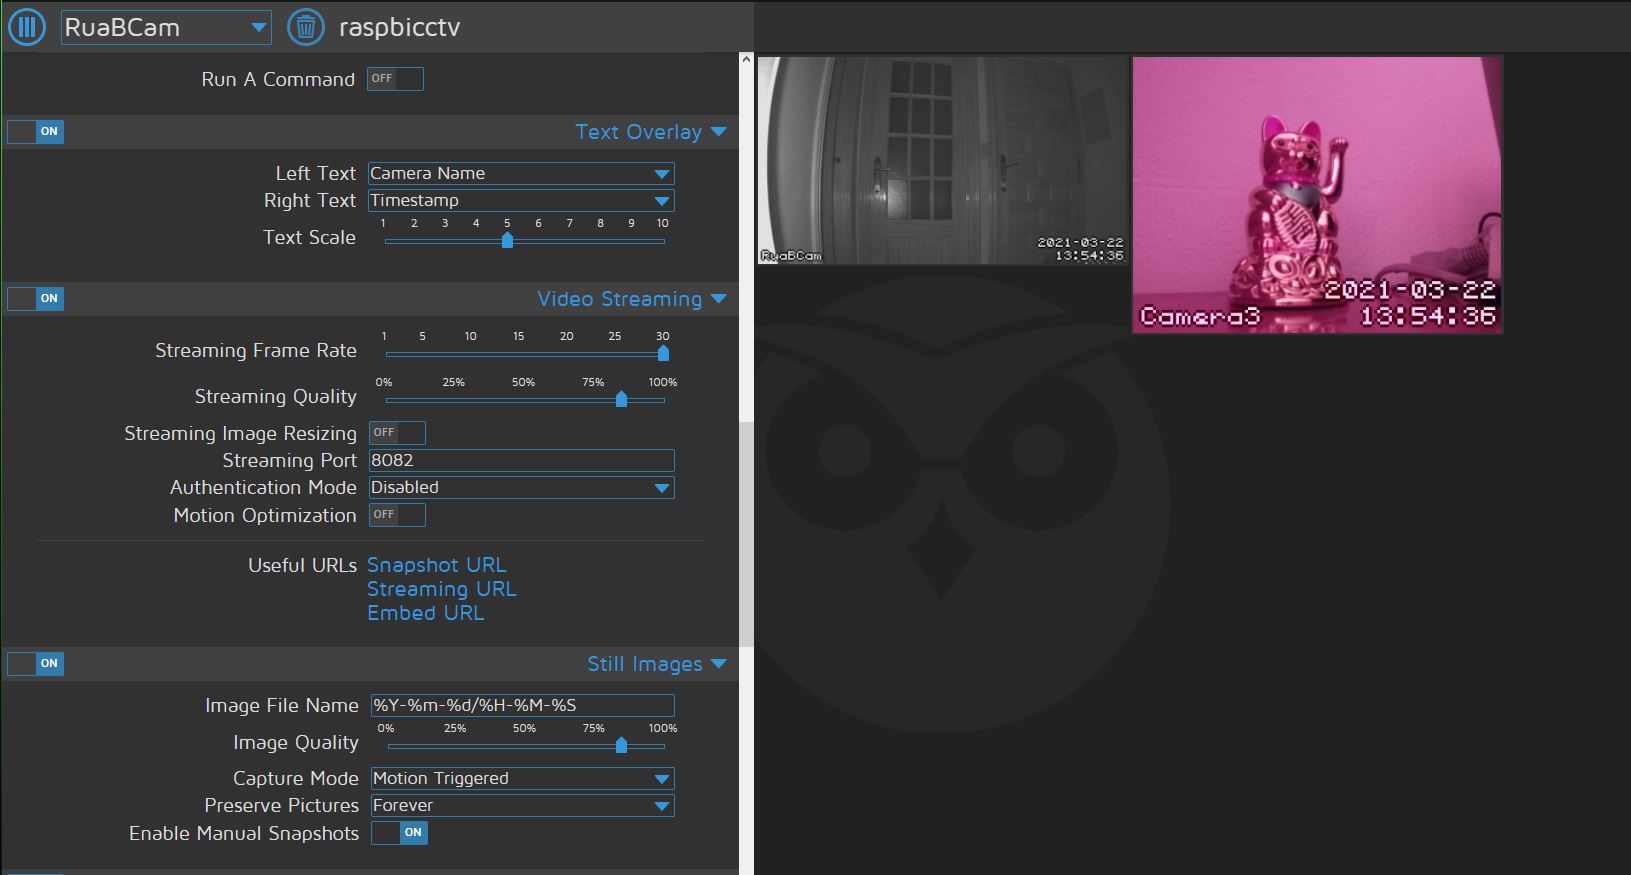 RuaBCam
raspbicctv
Run A Command OFF
ON Text Overlay
Left Text Camera Name
Right Text Timestamp
1 2 3 4 5 6 7 8 9 10
Text Scale
ON Video Streaming
1 5 10 15 20 25 30
Streaming Frame Rate
0% 25% 50% 75% 100%
Streaming Quality
Streaming Image Resizing OFF
Streaming Port 8082
Authentication Mode Disabled
Motion Optimization OFF
Useful URLs Snapshot URL
Streaming URL
Embed URL
ON Still Images
Image File Name %Y-%m-%d/%H-%M-%S
0% 25% 50% 75% 100%
Image Quality
Capture Mode Motion Triggered
Preserve Pictures Forever
Enable Manual Snapshots ON
2021-03-22
RuaBCam 13:54:36
2021-03-22
Camera3 13:54:36